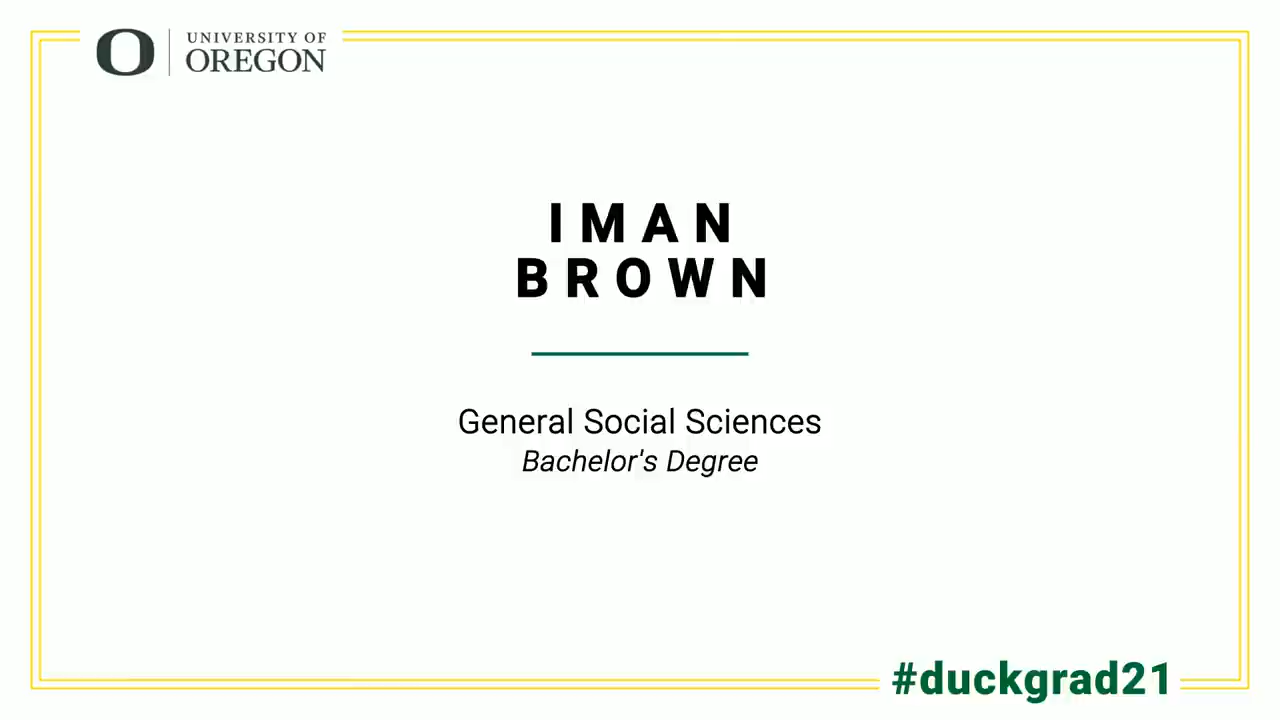 UNIVERSITY OF
OREGON
IMAN
BROWN
General Social Sciences
Bachelor's Degree
#duckgrad21